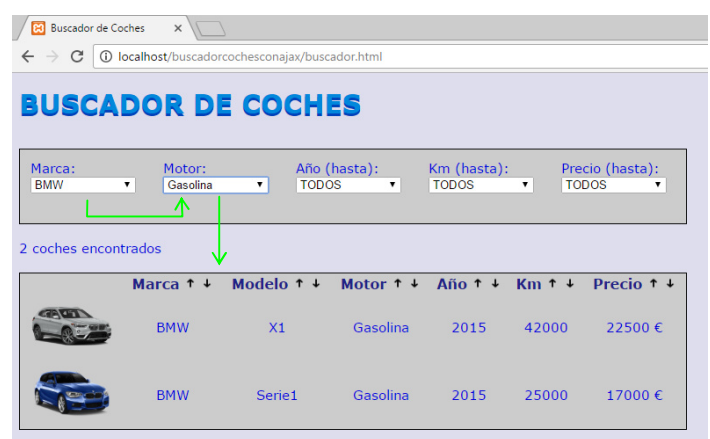 Buscador de Coches
localhost/buscadorcochesconajax/buscador.html
BUSCADOR DE COCHES
Marca: Motor: Año (hasta): Km (hasta): Precio (hasta):
BMW Gasolina TODOS TODOS TODOS
2 coches encontrados
Marca ↑ ↓ Modelo ↑ ↓ Motor ↑ ↓ Año ↑ ↓ Km ↑ ↓ Precio ↑ ↓
BMW X1 Gasolina 2015 42000 22500 €
BMW Serie1 Gasolina 2015 25000 17000 €